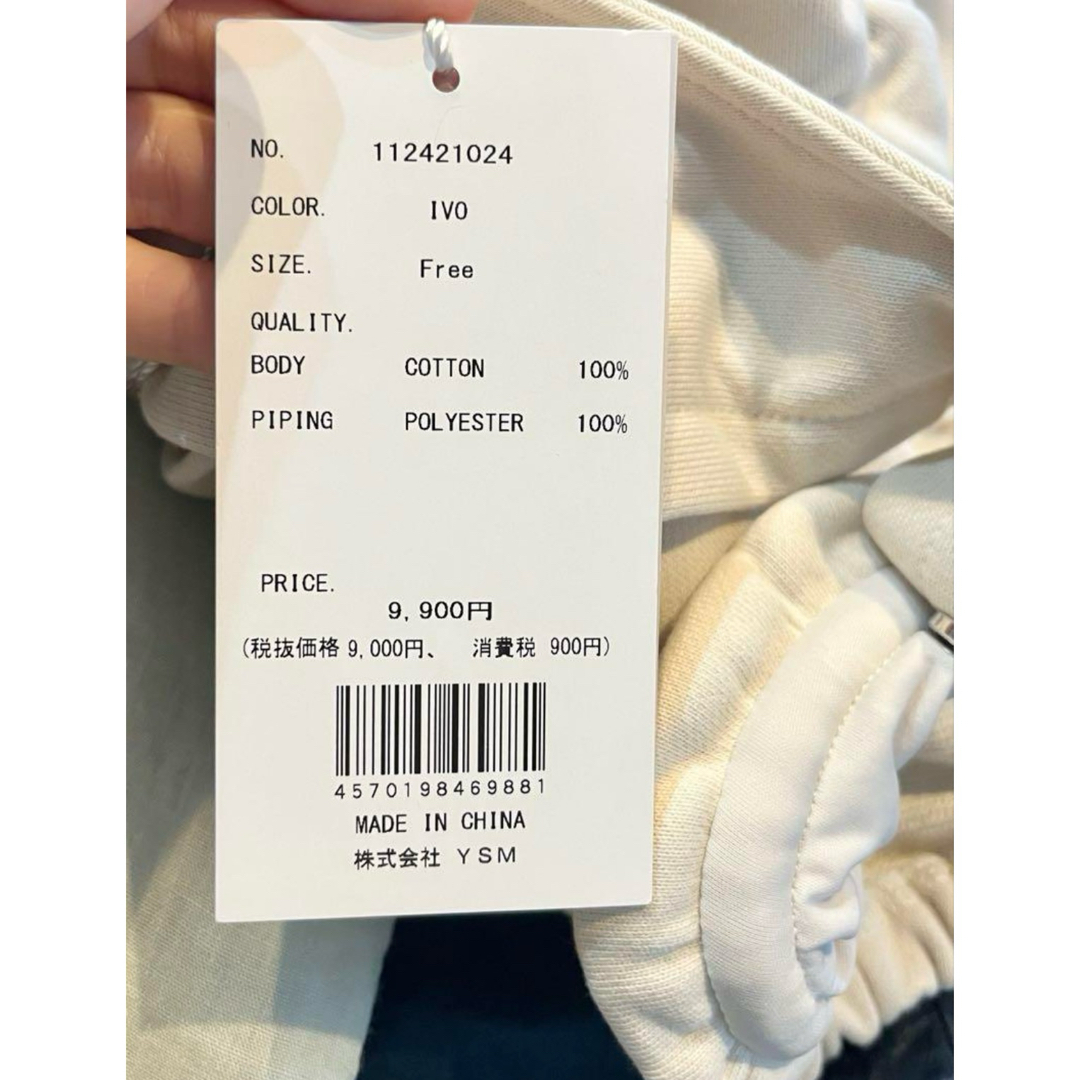 NO. 112421024
COLOR. IVO
SIZE. Free
QUALITY.
BODY COTTON 100%
PIPING POLYESTER 100%
PRICE.
9,900円
(税抜価格 9,000円、 消費税 900円)
4570198469881
MADE IN CHINA
株式会社 YSM